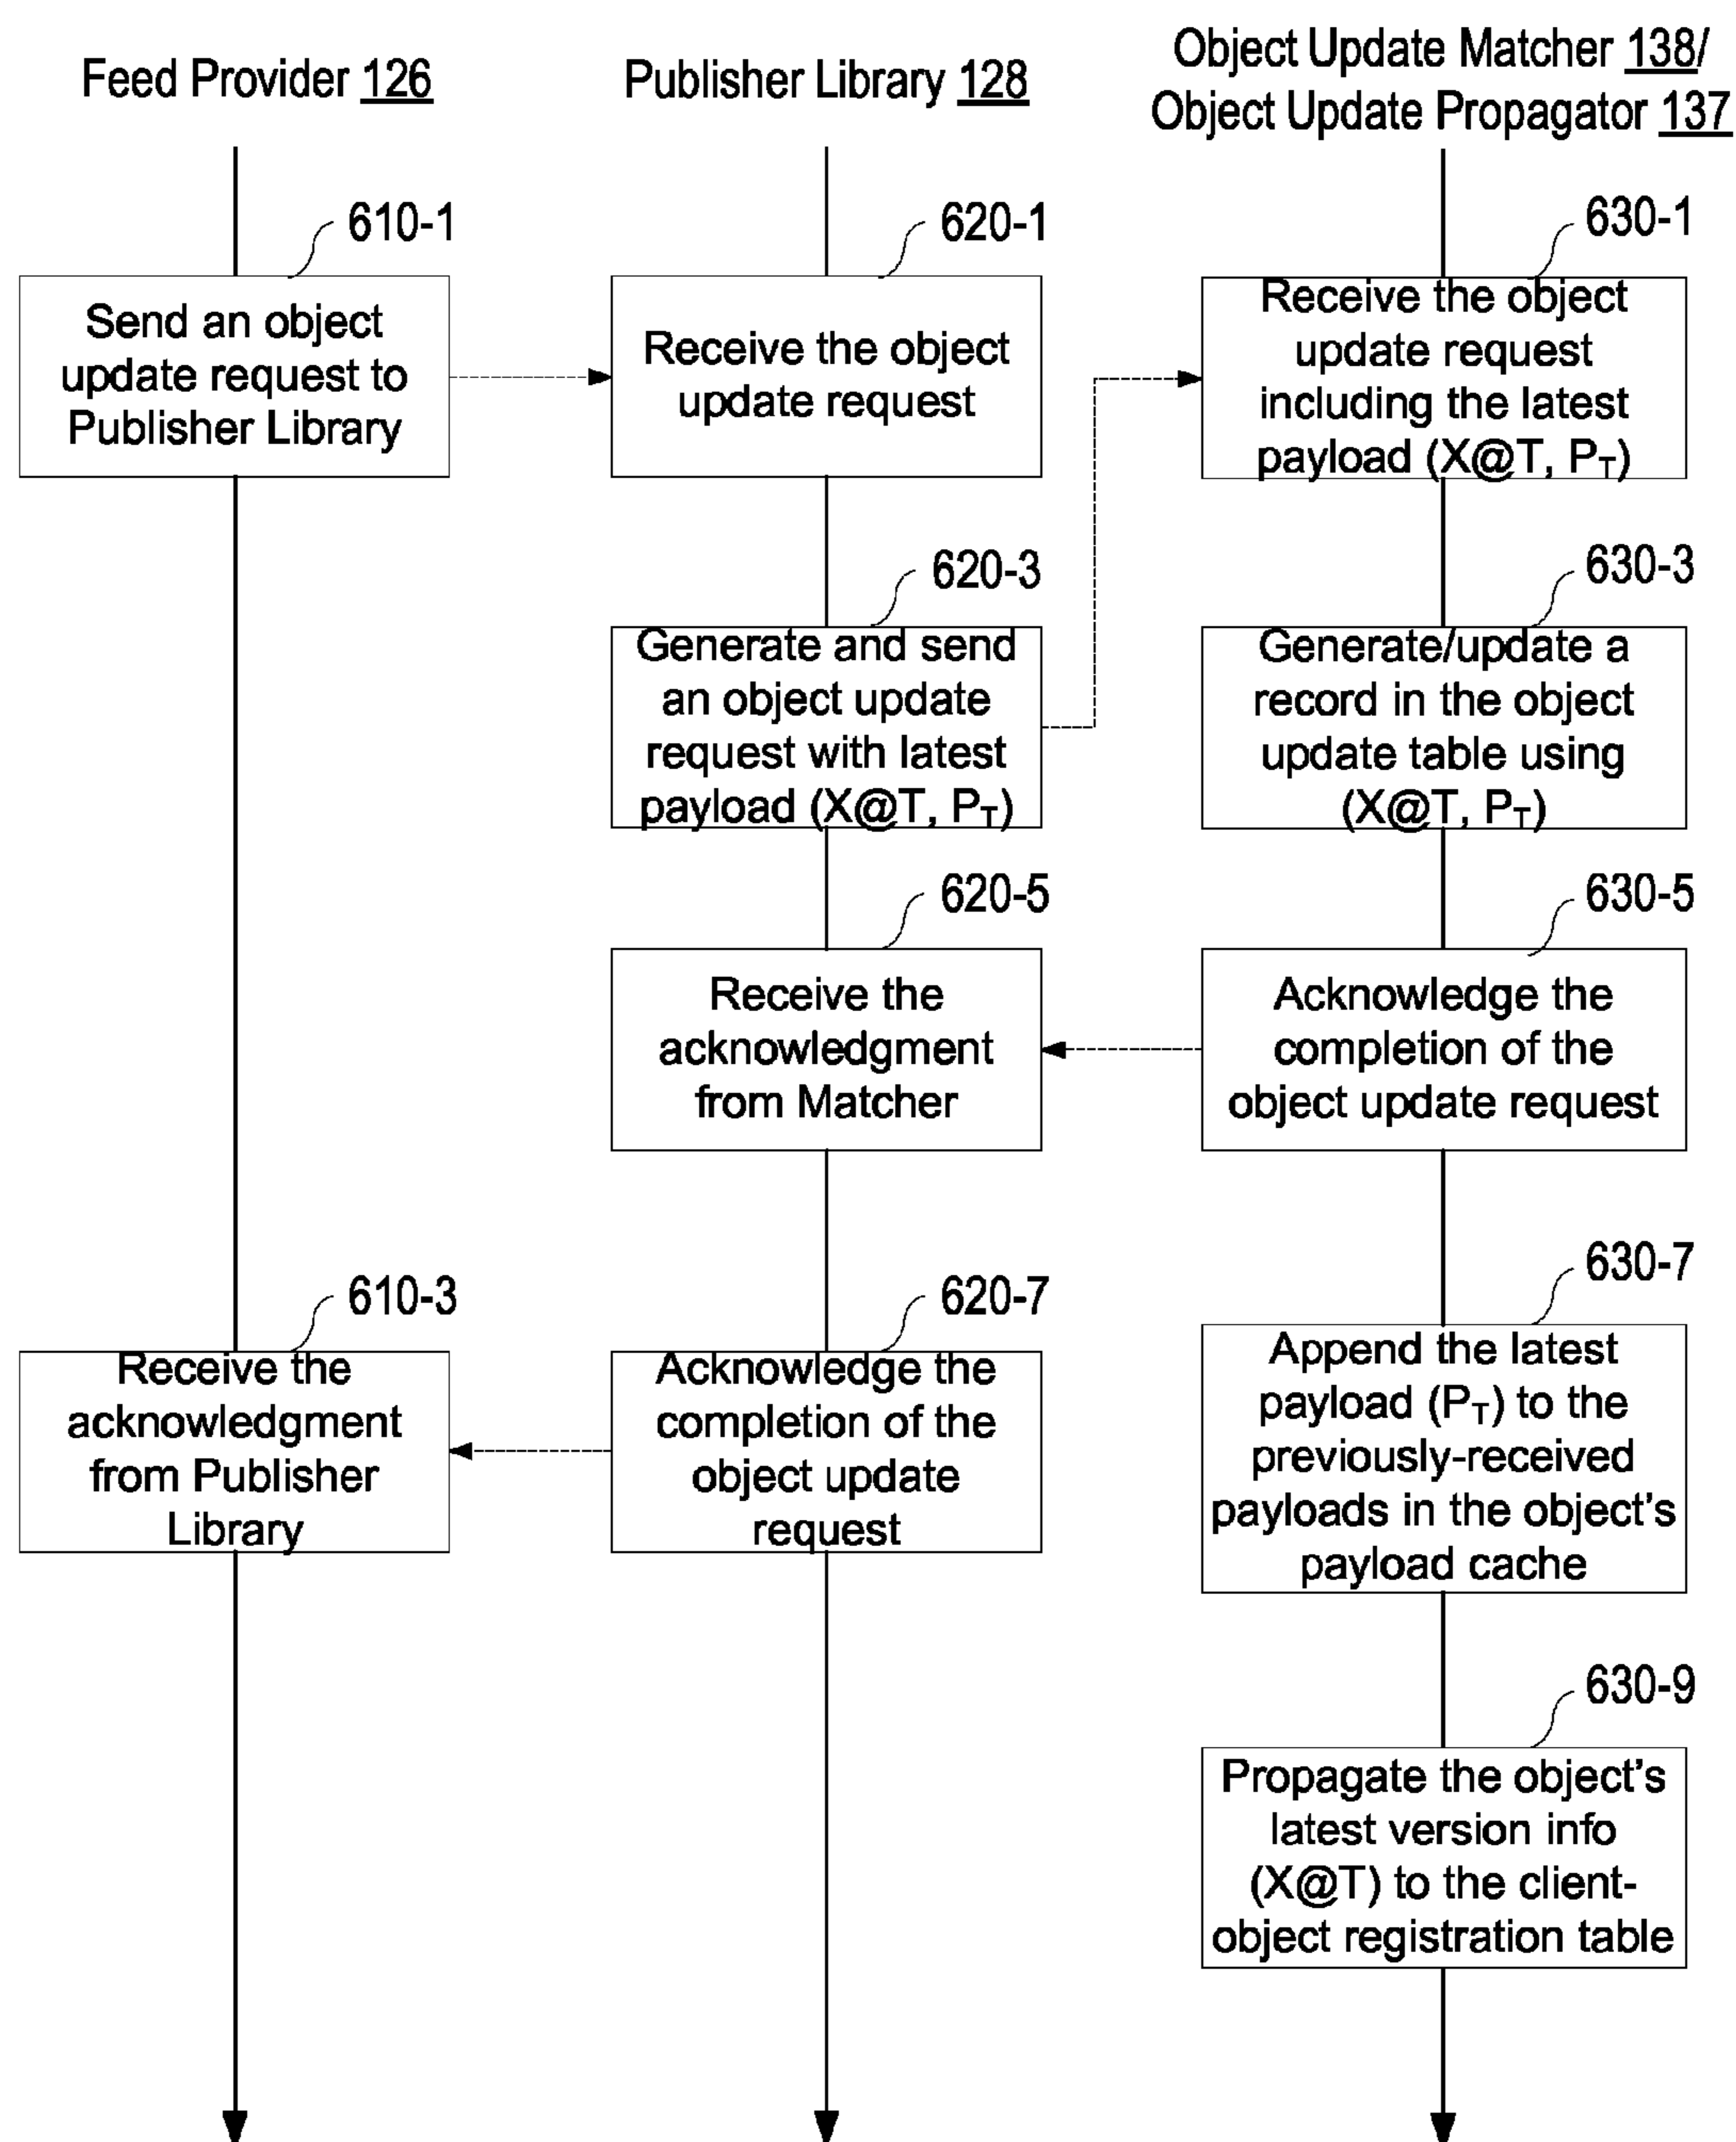 Feed Provider 126
Publisher Library 128
Object Update Matcher 138/
Object Update Propagator 137
610-1
620-1
630-1
Send an object
update request to
Publisher Library
Receive the object
update request
Receive the object
update request
including the latest
payload (X@T, PT)
620-3
630-3
Generate and send
an object update
request with latest
payload (X@T, PT)
Generate/update a
record in the object
update table using
(X@T, PT)
620-5
630-5
Receive the
acknowledgment
from Matcher
Acknowledge the
completion of the
object update request
610-3
620-7
630-7
Receive the
acknowledgment
from Publisher
Library
Acknowledge the
completion of the
object update
request
Append the latest
payload (PT) to the
previously-received
payloads in the object's
payload cache
630-9
Propagate the object's
latest version info
(X@T) to the client-
object registration table